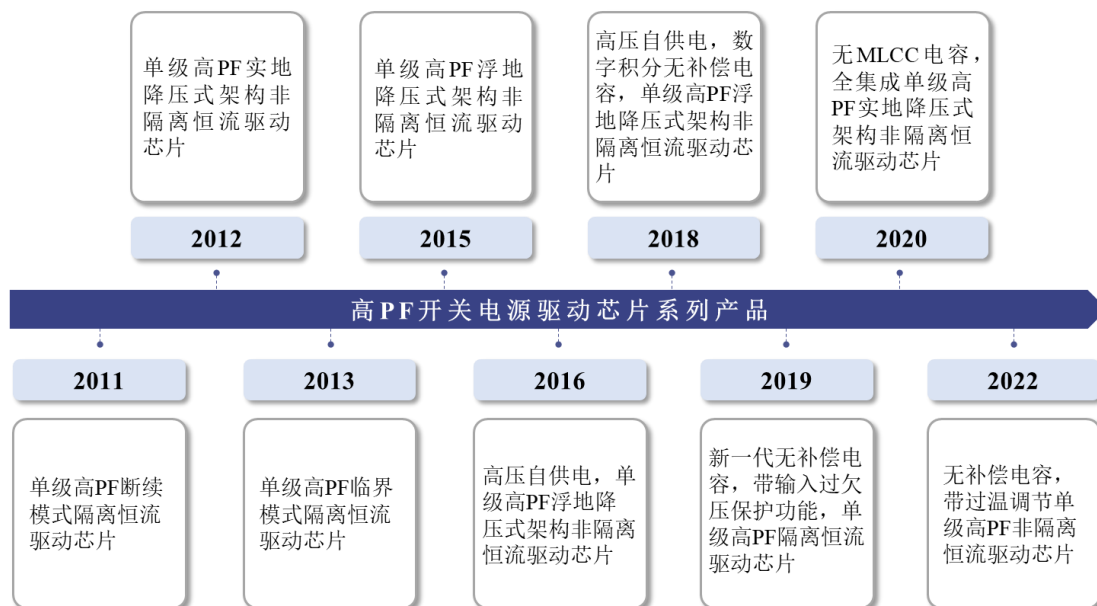 单级高PF实地
降压式架构非
隔离恒流驱动
芯片
单级高PF浮地
降压式架构非
隔离恒流驱动
芯片
高压自供电，数
字积分无补偿电
容，单级高PF浮
地降压式架构非
隔离恒流驱动芯
片
无MLCC电容，
全集成单级高
PF实地降压式
架构非隔离恒
流驱动芯片
2012
2015
2018
2020
高PF开关电源驱动芯片系列产品
2011
2013
2016
2019
2022
单级高PF断续
模式隔离恒流
驱动芯片
单级高PF临界
模式隔离恒流
驱动芯片
高压自供电，单
级高PF浮地降
压式架构非隔离
恒流驱动芯片
新一代无补偿电
容，带输入过欠
压保护功能，单
级高PF隔离恒流
驱动芯片
无补偿电容，
带过温调节单
级高PF非隔离
恒流驱动芯片